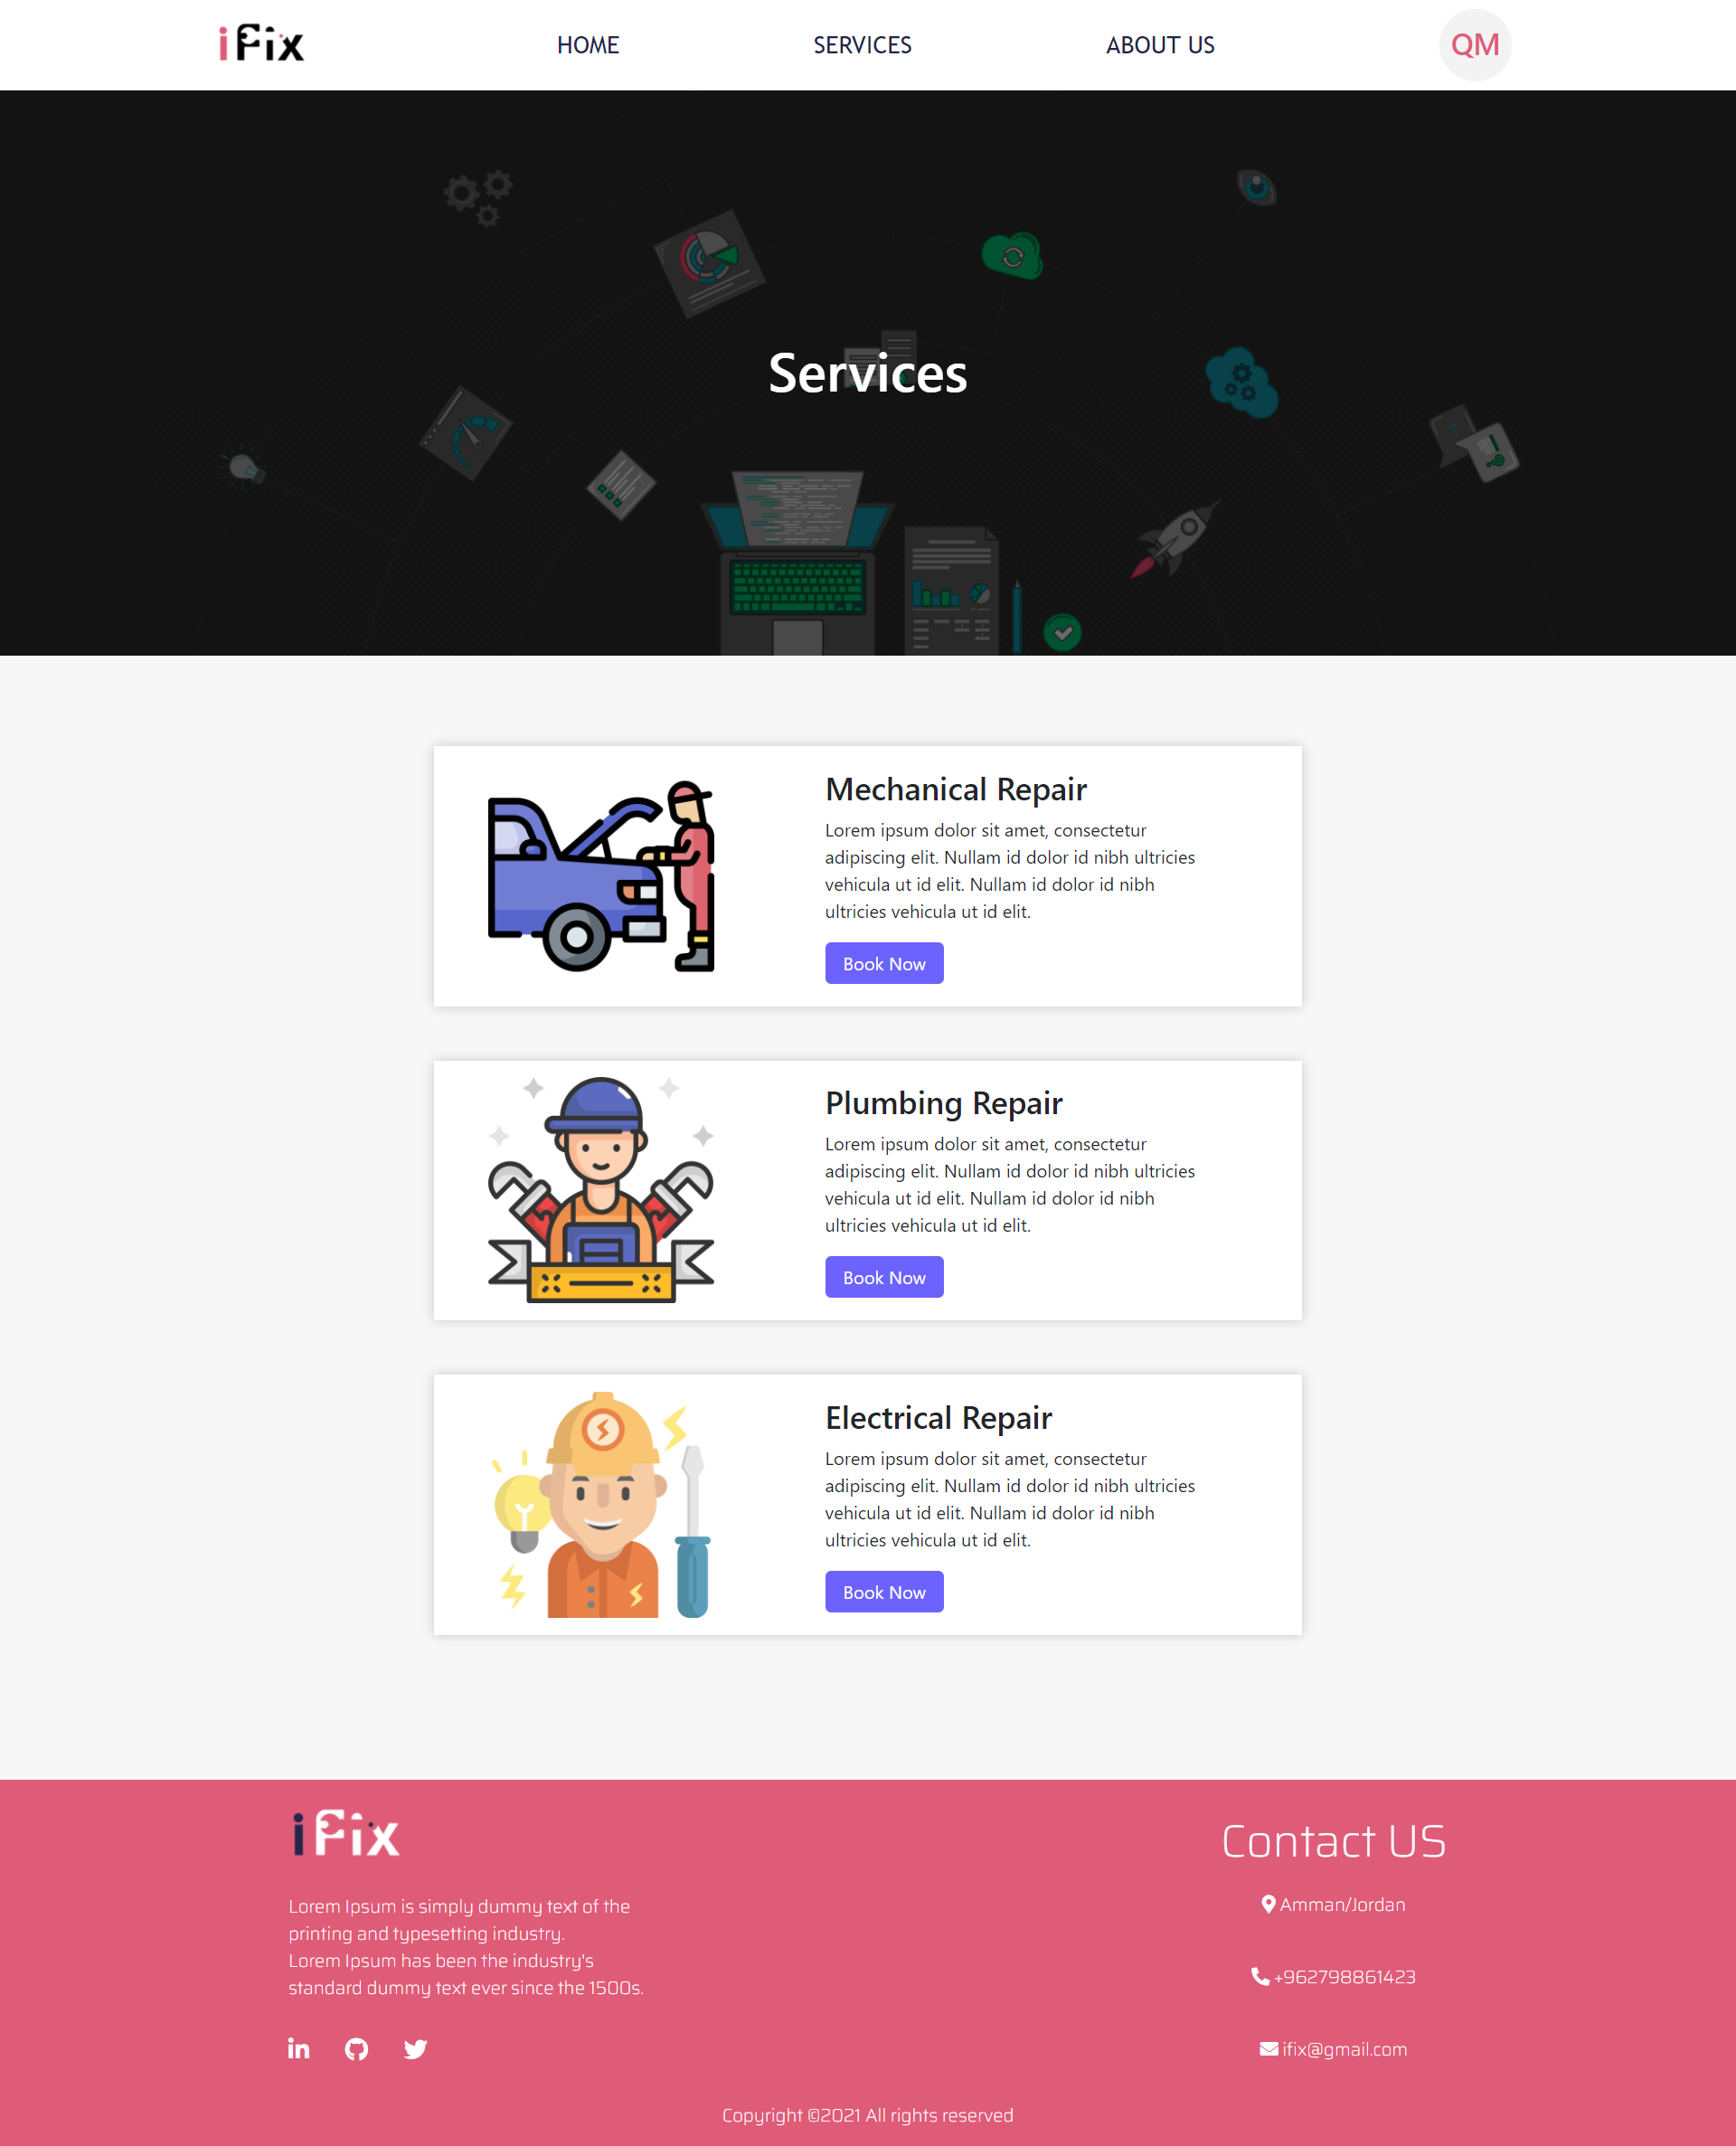 iFix
HOME
SERVICES
ABOUT US
QM
Services
Mechanical Repair
Lorem ipsum dolor sit amet, consectetur
adipiscing elit. Nullam id dolor id nibh ultricies
vehicula ut id elit. Nullam id dolor id nibh
ultricies vehicula ut id elit.
Book Now
Plumbing Repair
Lorem ipsum dolor sit amet, consectetur
adipiscing elit. Nullam id dolor id nibh ultricies
vehicula ut id elit. Nullam id dolor id nibh
ultricies vehicula ut id elit.
Book Now
Electrical Repair
Lorem ipsum dolor sit amet, consectetur
adipiscing elit. Nullam id dolor id nibh ultricies
vehicula ut id elit. Nullam id dolor id nibh
ultricies vehicula ut id elit.
Book Now
iFix
Lorem Ipsum is simply dummy text of the
printing and typesetting industry.
Lorem Ipsum has been the industry's
standard dummy text ever since the 1500s.
Contact US
Amman/Jordan
+962798861423
ifix@gmail.com
Copyright ©2021 All rights reserved